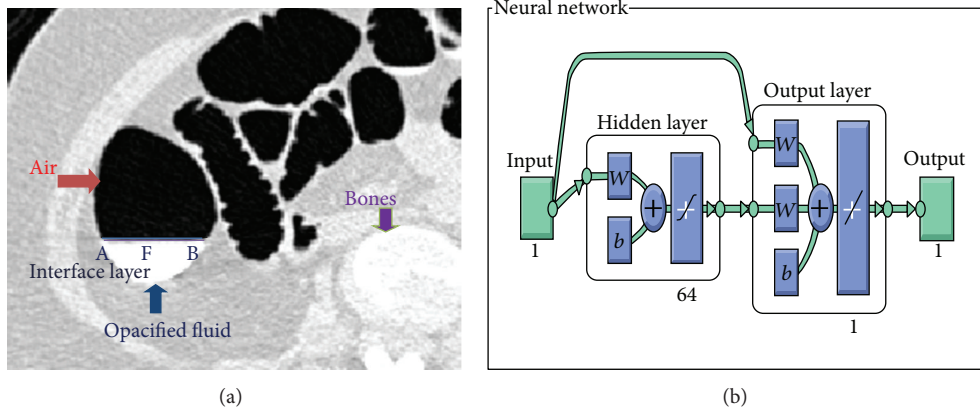 Air
Bones
A F B
Interface layer
Opacified fluid
(a)
Neural network
Output layer
Hidden layer
Input
Output
W
W
W
b
b
+
+
1
64
1
1
(b)